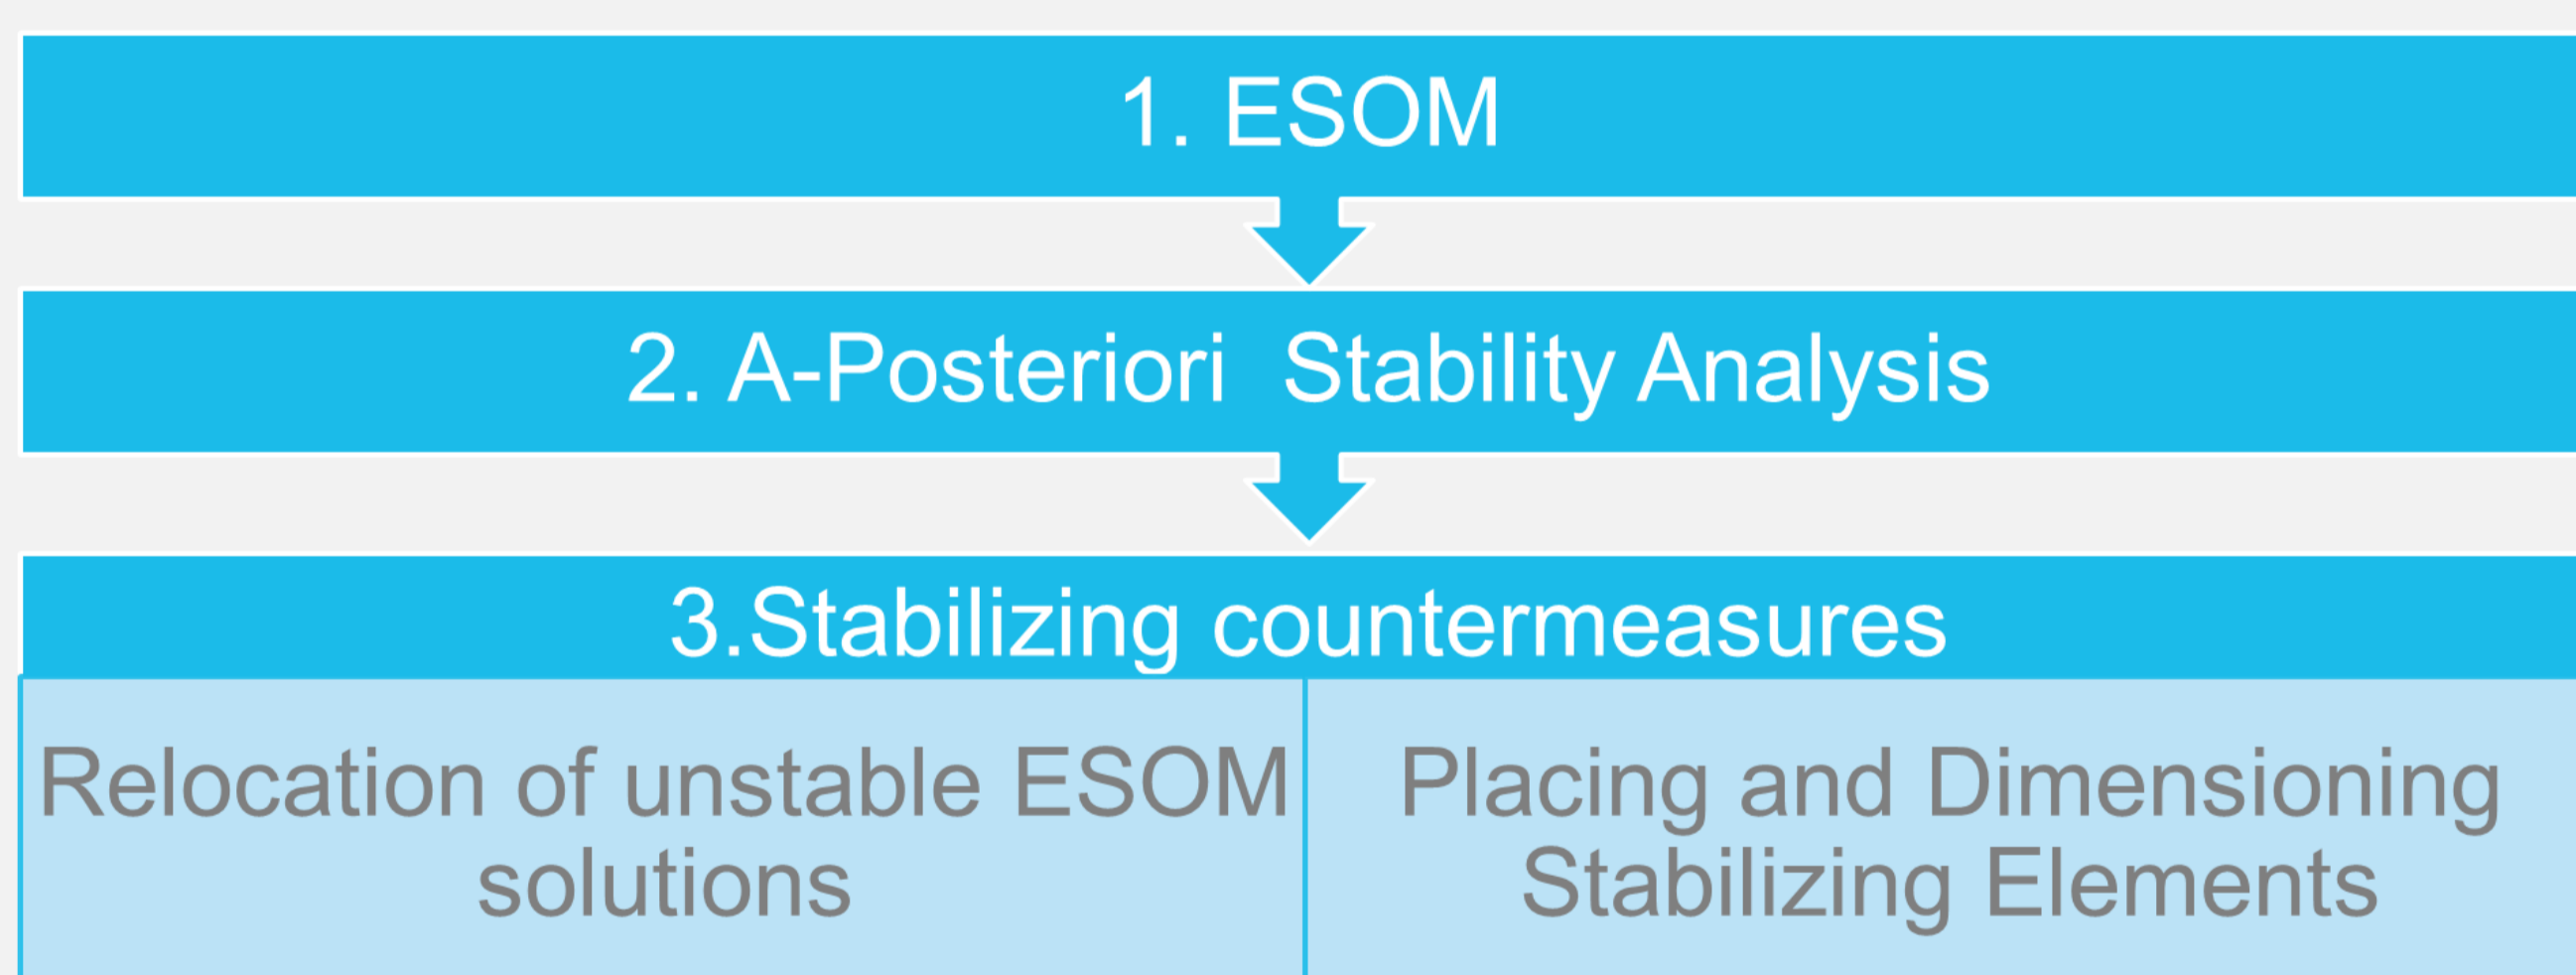 1. ESOM
2. A-Posteriori  Stability Analysis
3.Stabilizing countermeasures
Relocation of unstable ESOM
solutions
Placing and Dimensioning
Stabilizing Elements